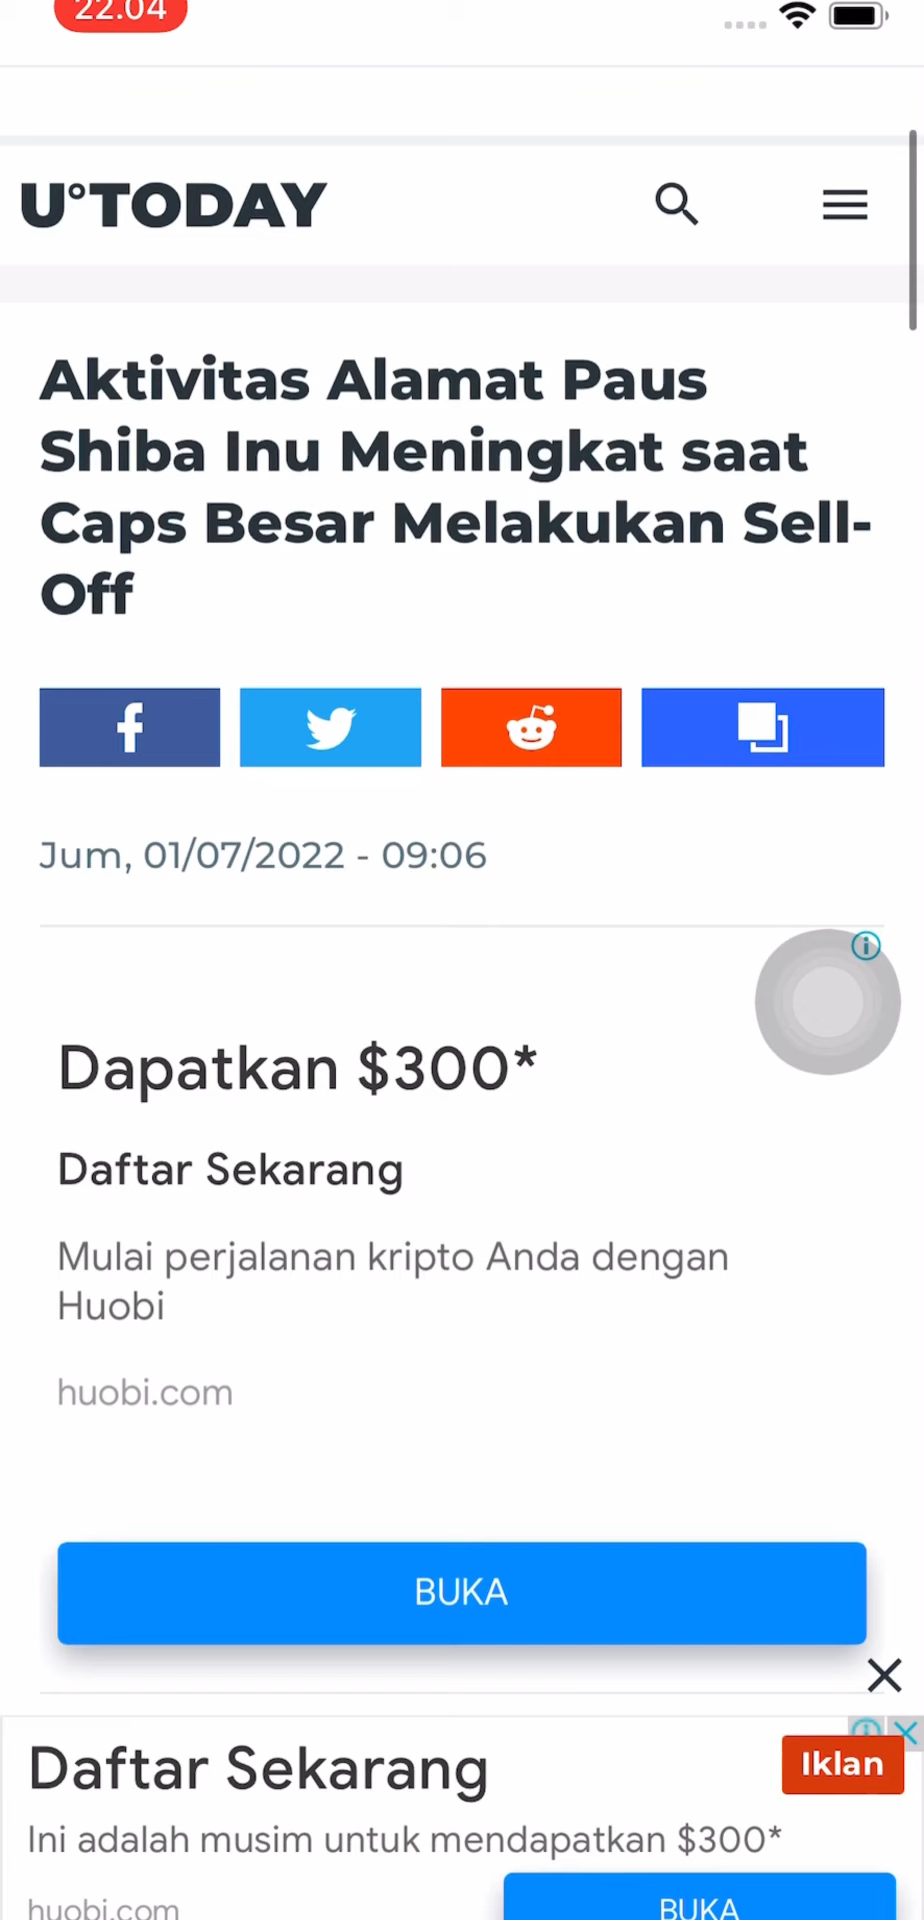 22.04
U°TODAY
Aktivitas Alamat Paus
Shiba Inu Meningkat saat
Caps Besar Melakukan Sell-
Off
Jum, 01/07/2022 - 09:06
Dapatkan $300*
Daftar Sekarang
Mulai perjalanan kripto Anda dengan
Huobi
huobi.com
BUKA
Daftar Sekarang
Iklan
Ini adalah musim untuk mendapatkan $300*
huobi.com
BUKA